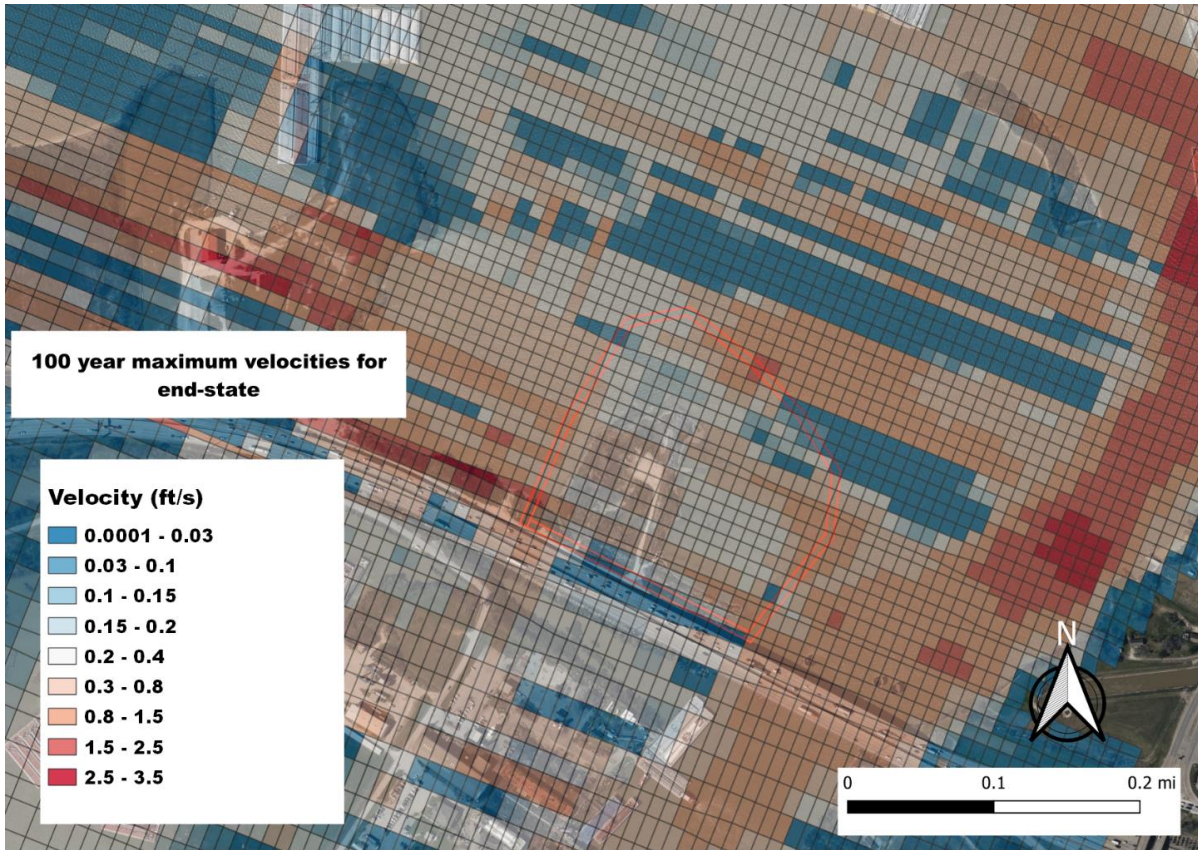 100 year maximum velocities for
end-state
Velocity (ft/s)
0.0001 - 0.03
0.03 - 0.1
0.1 - 0.15
0.15 - 0.2
0.2 - 0.4
0.3 - 0.8
0.8 - 1.5
1.5 - 2.5
2.5 - 3.5
N
0 0.1 0.2 mi